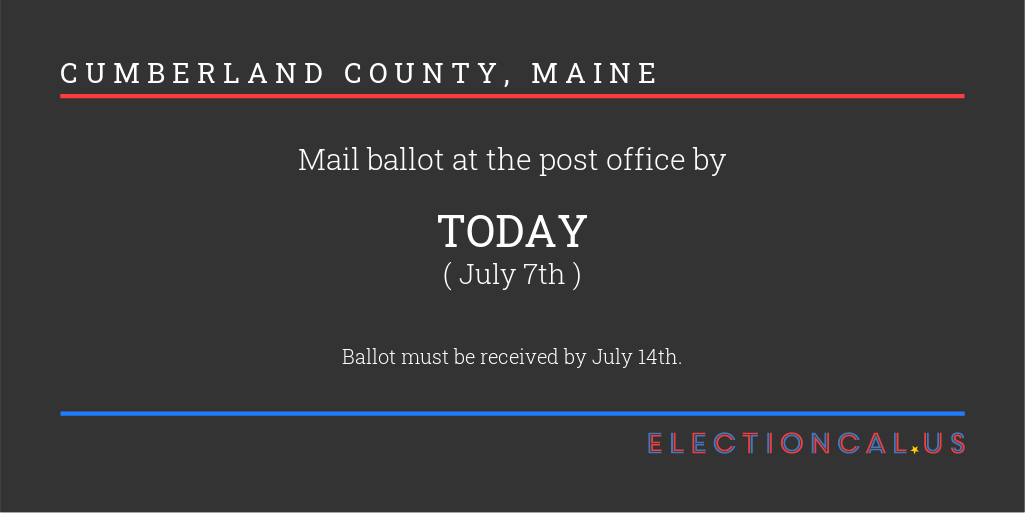 CUMBERLAND COUNTY, MAINE
Mail ballot at the post office by
TODAY
( July 7th )
Ballot must be received by July 14th.
ELECTIONCAL.US